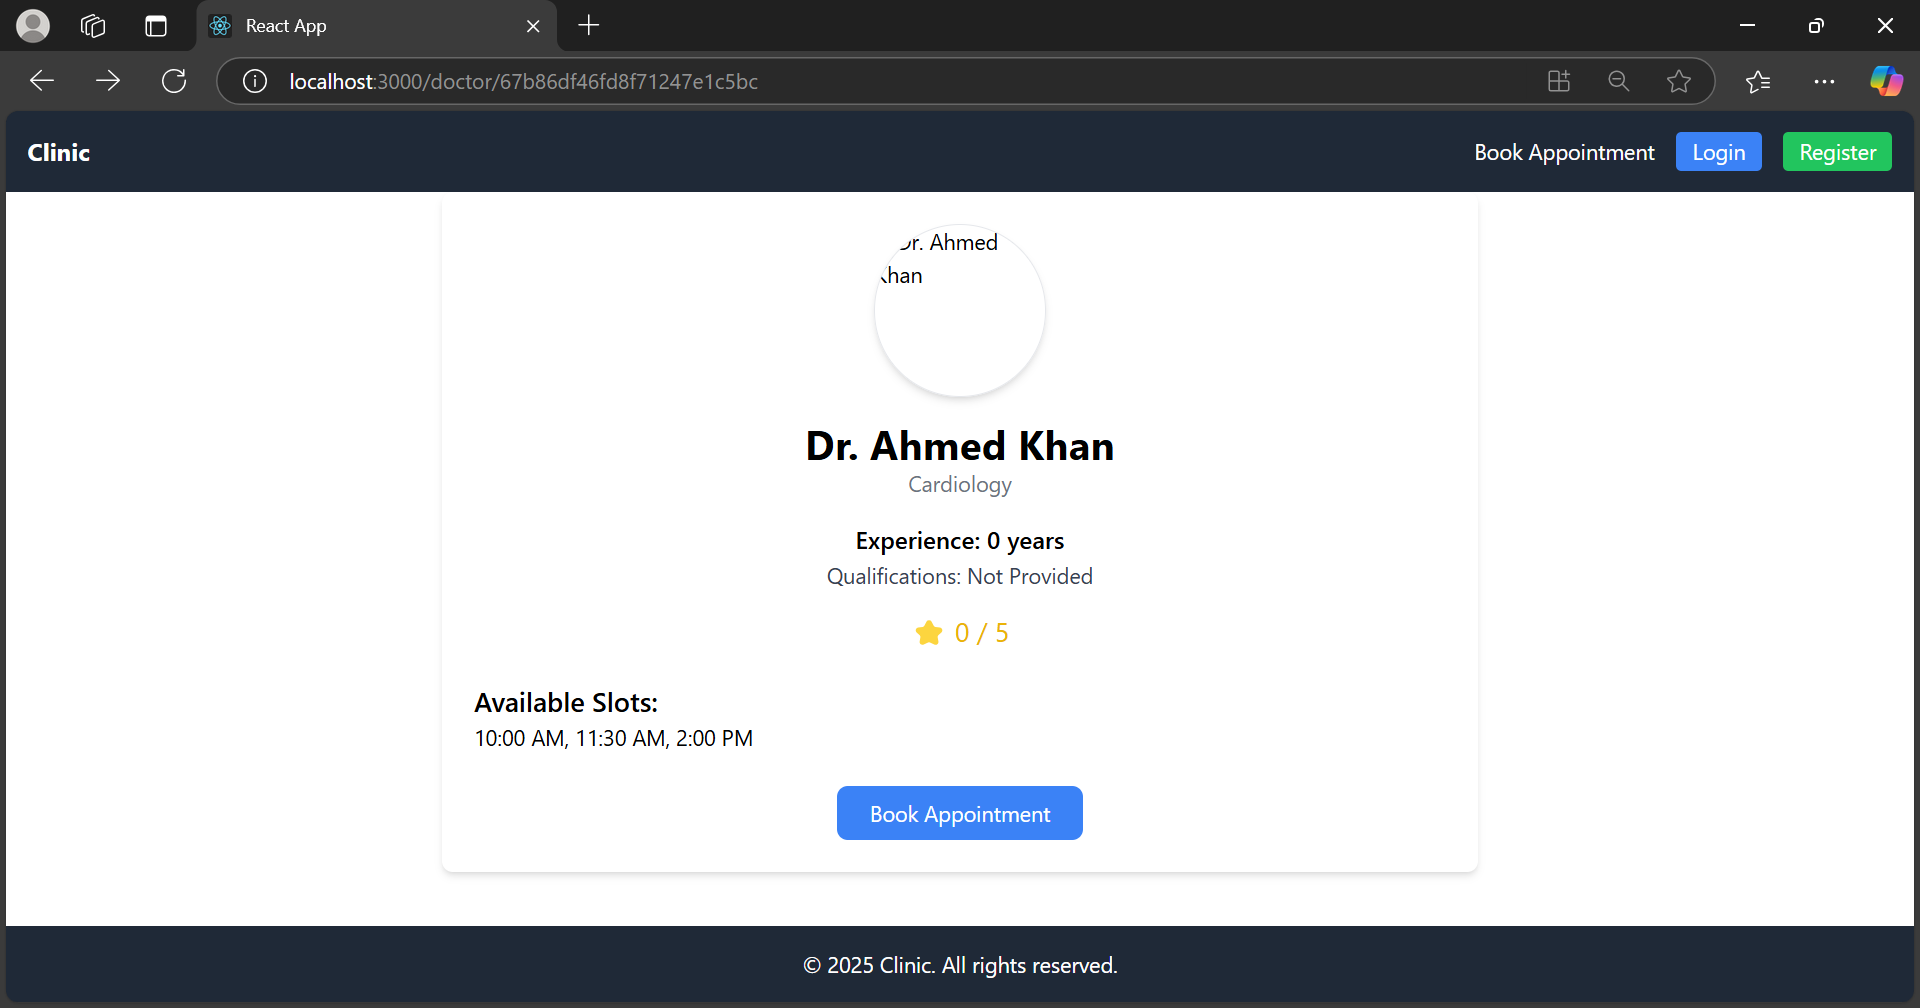 React App
localhost:3000/doctor/67b86df46fd8f71247e1c5bc
Clinic
Book Appointment Login Register
Dr. Ahmed
Khan
Dr. Ahmed Khan
Cardiology
Experience: 0 years
Qualifications: Not Provided
0 / 5
Available Slots:
10:00 AM, 11:30 AM, 2:00 PM
Book Appointment
© 2025 Clinic. All rights reserved.